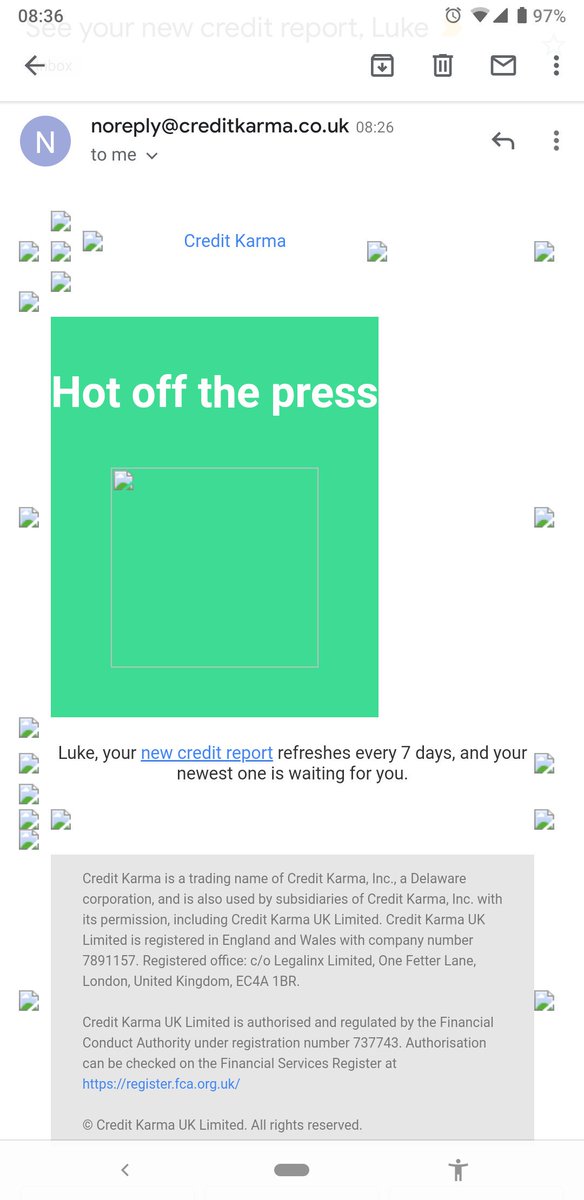 08:36
97%
See your new credit report, Luke
Inbox
noreply@creditkarma.co.uk 08:26
N
to me
Credit Karma
Hot off the press
Luke, your new credit report refreshes every 7 days, and your
newest one is waiting for you.
Credit Karma is a trading name of Credit Karma, Inc., a Delaware
corporation, and is also used by subsidiaries of Credit Karma, Inc. with
its permission, including Credit Karma UK Limited. Credit Karma UK
Limited is registered in England and Wales with company number
7891157. Registered office: c/o Legalinx Limited, One Fetter Lane,
London, United Kingdom, EC4A 1BR.
Credit Karma UK Limited is authorised and regulated by the Financial
Conduct Authority under registration number 737743. Authorisation
can be checked on the Financial Services Register at
https://register.fca.org.uk/
© Credit Karma UK Limited. All rights reserved.